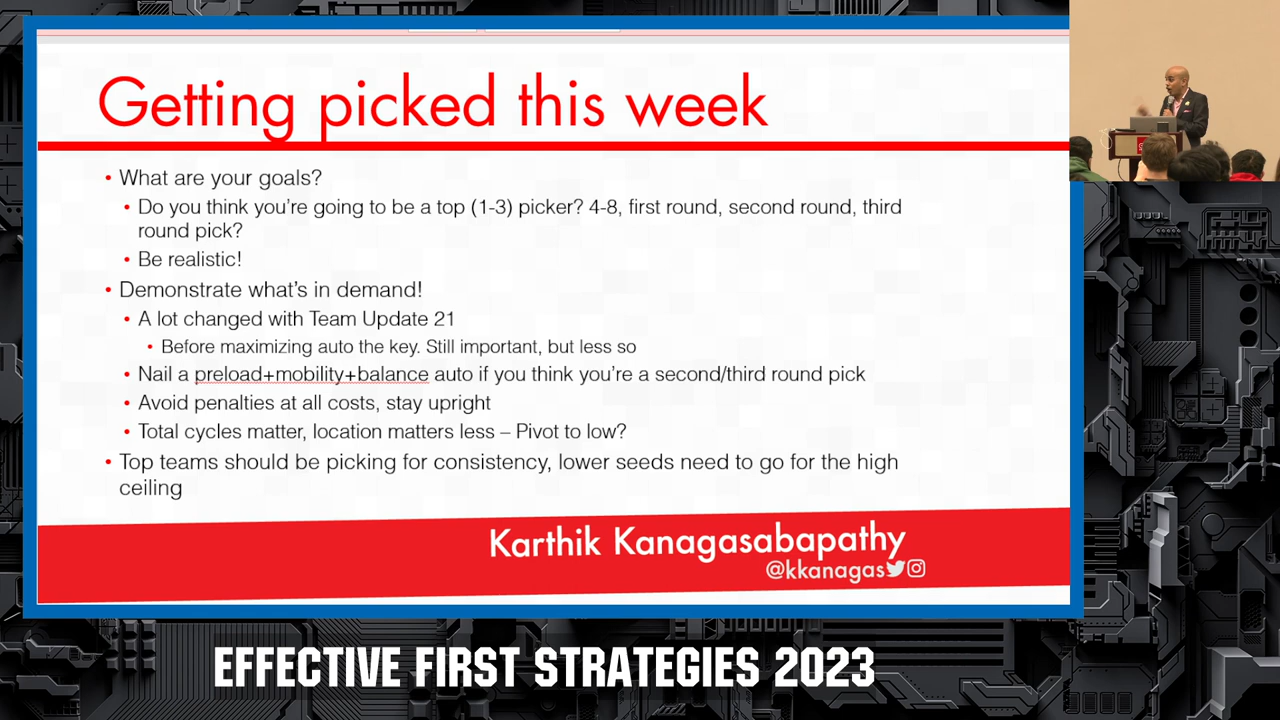 Getting picked this week
• What are your goals?
• Do you think you're going to be a top (1-3) picker? 4-8, first round, second round, third
round pick?
• Be realistic!
• Demonstrate what's in demand!
• A lot changed with Team Update 21
• Before maximizing auto the key. Still important, but less so
• Nail a preload+mobility+balance auto if you think you're a second/third round pick
• Avoid penalties at all costs, stay upright
• Total cycles matter, location matters less – Pivot to low?
• Top teams should be picking for consistency, lower seeds need to go for the high
ceiling
Karthik Kanagasabapathy
@kkanagas
EFFECTIVE FIRST STRATEGIES 2023